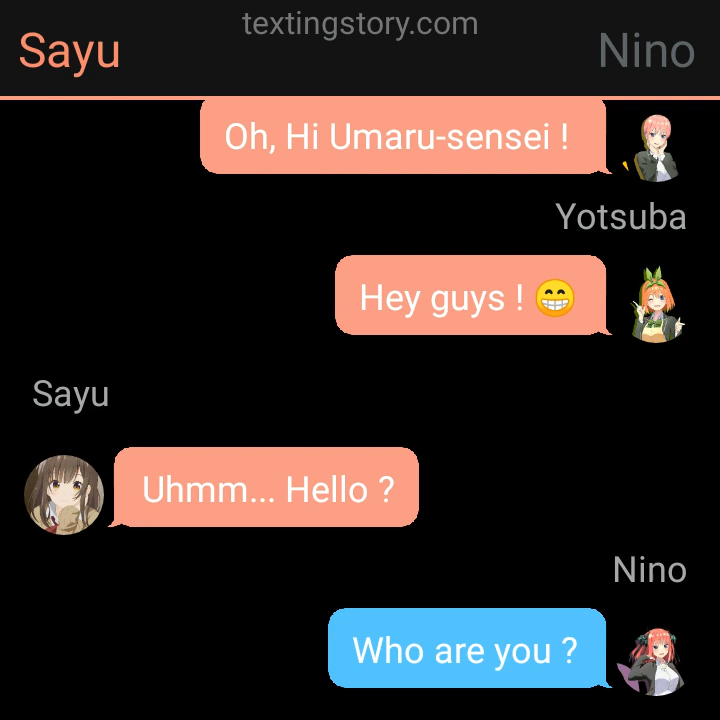 textingstory.com
Sayu
Nino
Oh, Hi Umaru-sensei !
Yotsuba
Hey guys ! 😁
Sayu
Uhmm... Hello ?
Nino
Who are you ?